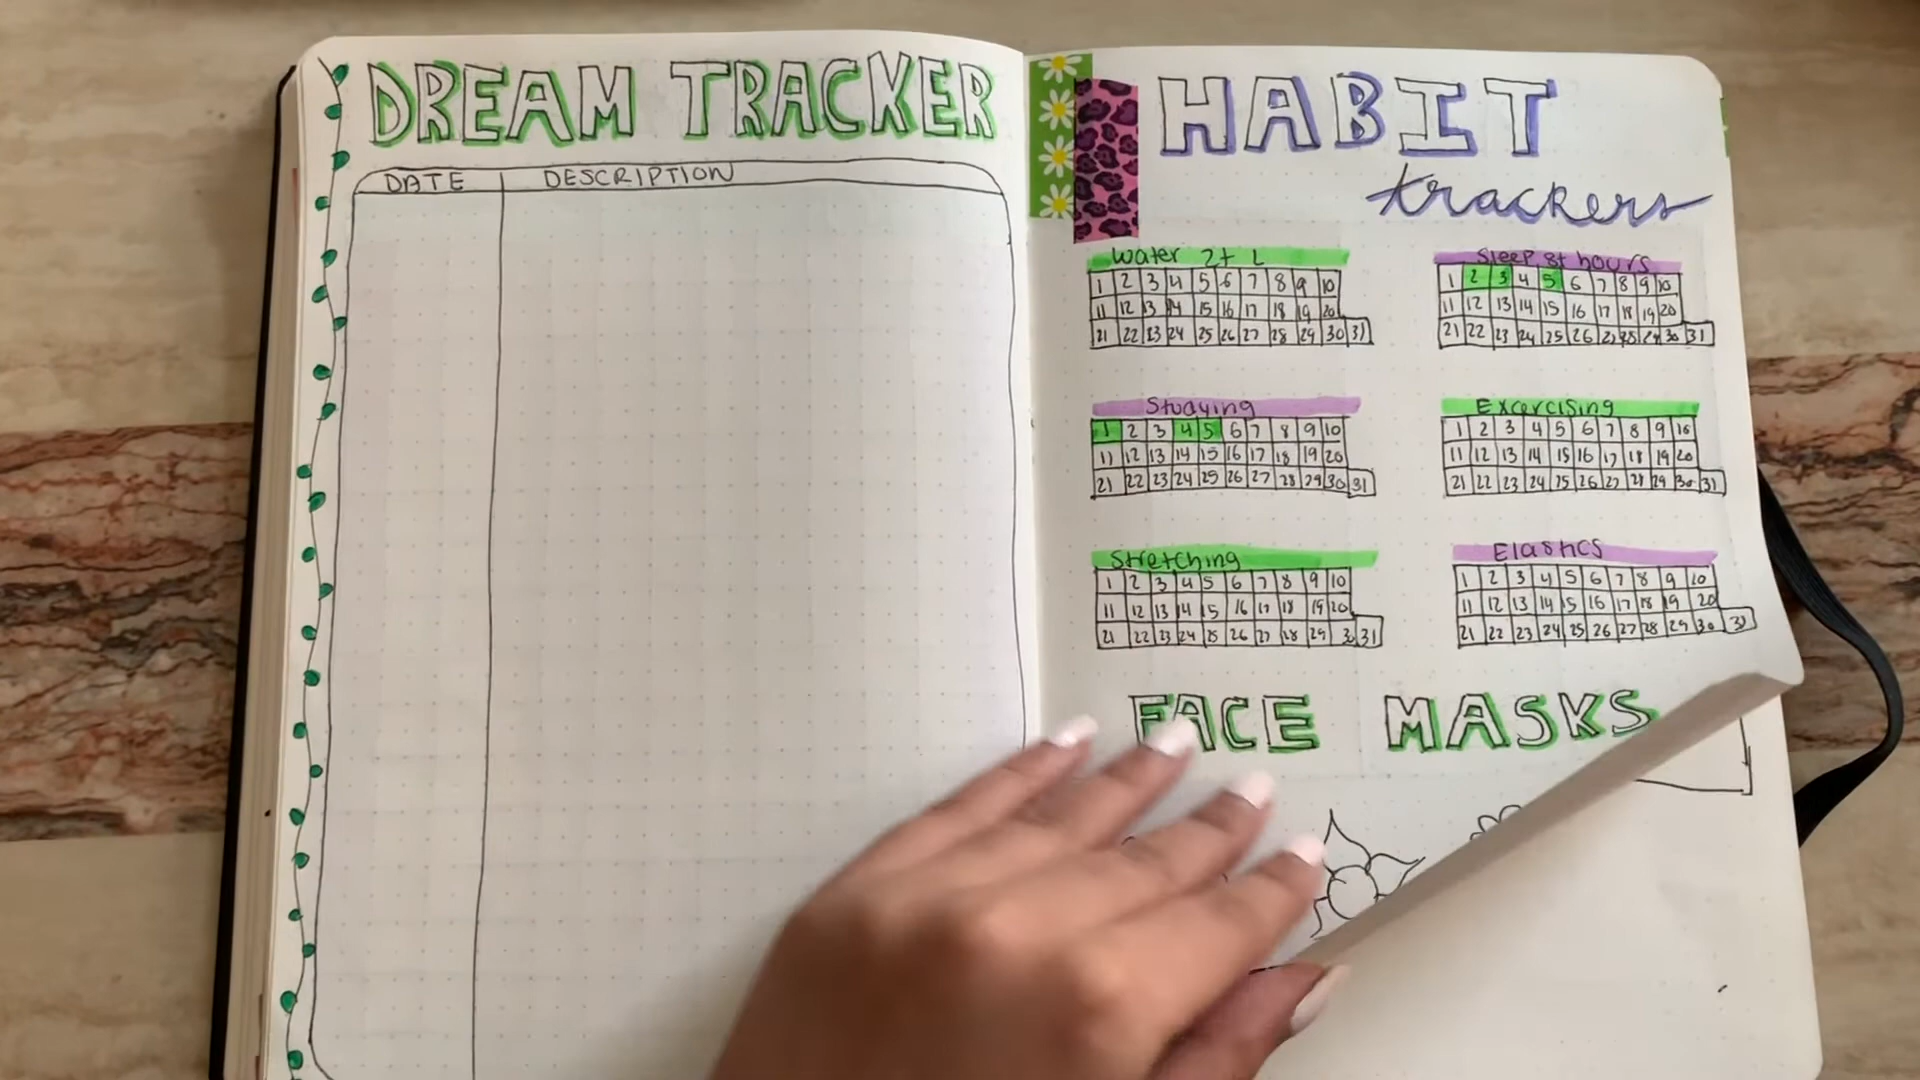 DREAM TRACKER
DATE DESCRIPTION
HABIT
trackers
Water 2+ L
1 2 3 4 5 6 7 8 9 10
11 12 13 14 15 16 17 18 19 20
21 22 23 24 25 26 27 28 29 30 31
Sleep 8+ hours
1 2 3 4 5 6 7 8 9 10
11 12 13 14 15 16 17 18 19 20
21 22 23 24 25 26 27 28 29 30 31
Studying
1 2 3 4 5 6 7 8 9 10
11 12 13 14 15 16 17 18 19 20
21 22 23 24 25 26 27 28 29 30 31
Excercising
1 2 3 4 5 6 7 8 9 10
11 12 13 14 15 16 17 18 19 20
21 22 23 24 25 26 27 28 29 30 31
Stretching
1 2 3 4 5 6 7 8 9 10
11 12 13 14 15 16 17 18 19 20
21 22 23 24 25 26 27 28 29 30 31
Elastics
1 2 3 4 5 6 7 8 9 10
11 12 13 14 15 16 17 18 19 20
21 22 23 24 25 26 27 28 29 30 31
FACE MASKS